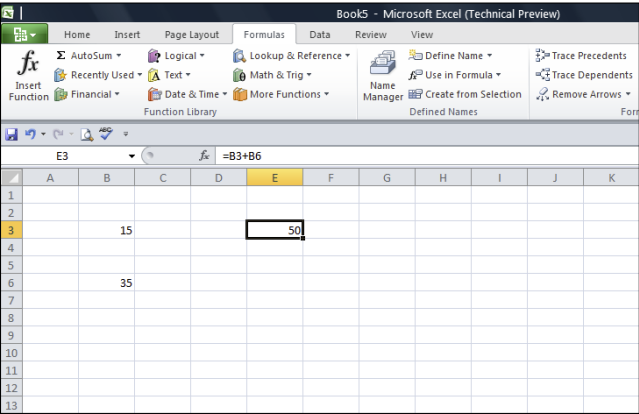 Book5 - Microsoft Excel (Technical Preview)
Home Insert Page Layout Formulas Data Review View
fx Σ AutoSum Logical Lookup & Reference Define Name Trace Precedents
Insert Function Recently Used Text Math & Trig Name Manager Use in Formula Trace Dependents
Financial Date & Time More Functions Create from Selection Remove Arrows
Function Library Defined Names Forr
E3 fx =B3+B6
A B C D E F G H I J K
1
2
3 15 50
4
5
6 35
7
8
9
10
11
12
13